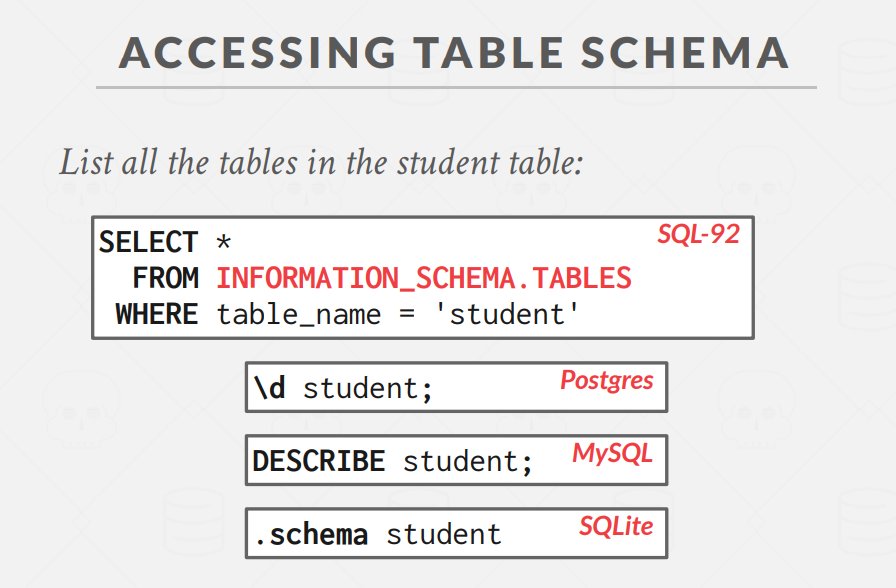 ACCESSING TABLE SCHEMA
List all the tables in the student table:
SELECT * SQL-92
FROM INFORMATION_SCHEMA.TABLES
WHERE table_name = 'student'
\d student; Postgres
DESCRIBE student; MySQL
.schema student SQLite